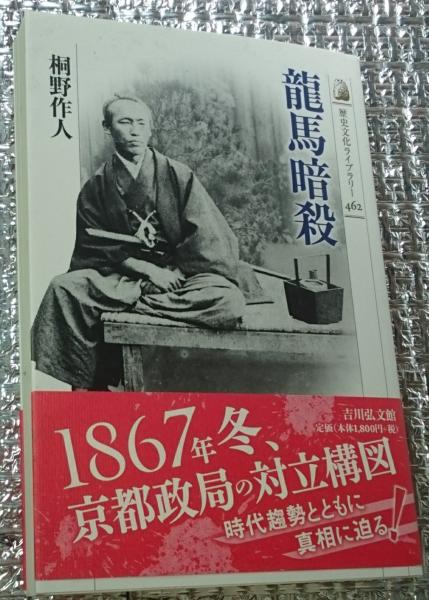 龍馬暗殺
桐野作人
歴史文化ライブラリー
462
吉川弘文館
定価(本体1,800円+税)
1867年冬、
京都政局の対立構図
時代趨勢とともに
真相に迫る!